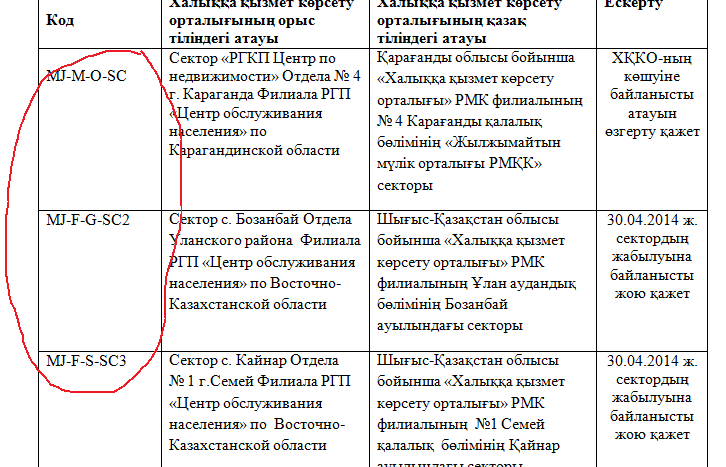 Код
Халыққа қызмет көрсету
орталығының орыс
тіліндегі атауы
Халыққа қызмет көрсету
орталығының қазақ
тіліндегі атауы
Ескерту
MJ-M-O-SC
Сектор «РГКП Центр по
недвижимости» Отдела № 4
г. Караганда Филиала РГП
«Центр обслуживания
населения» по
Карагандинской области
Қарағанды облысы бойынша
«Халыққа қызмет көрсету
орталығы» РМК филиалының
№ 4 Қарағанды қалалық
бөлімінің «Жылжымайтын
мүлік орталығы РМҚК»
секторы
ХҚКО-ның
көшуіне
байланысты
атауын
өзгерту қажет
MJ-F-G-SC2
Сектор с. Бозанбай Отдела
Уланского района Филиала
РГП «Центр обслуживания
населения» по Восточно-
Казахстанской области
Шығыс-Қазақстан облысы
бойынша «Халыққа қызмет
көрсету орталығы» РМК
филиалының Ұлан аудандық
бөлімінің Бозанбай
ауылындағы секторы
30.04.2014 ж.
сектордың
жабылуына
байланысты
жою қажет
MJ-F-S-SC3
Сектор с. Кайнар Отдела
№ 1 г.Семей Филиала РГП
«Центр обслуживания
населения» по Восточно-
Казахстанской области
Шығыс-Қазақстан облысы
бойынша «Халыққа қызмет
көрсету орталығы» РМК
филиалының №1 Семей
қалалық бөлімінің Қайнар
ауылындағы секторы
30.04.2014 ж.
сектордың
жабылуына
байланысты
жою қажет